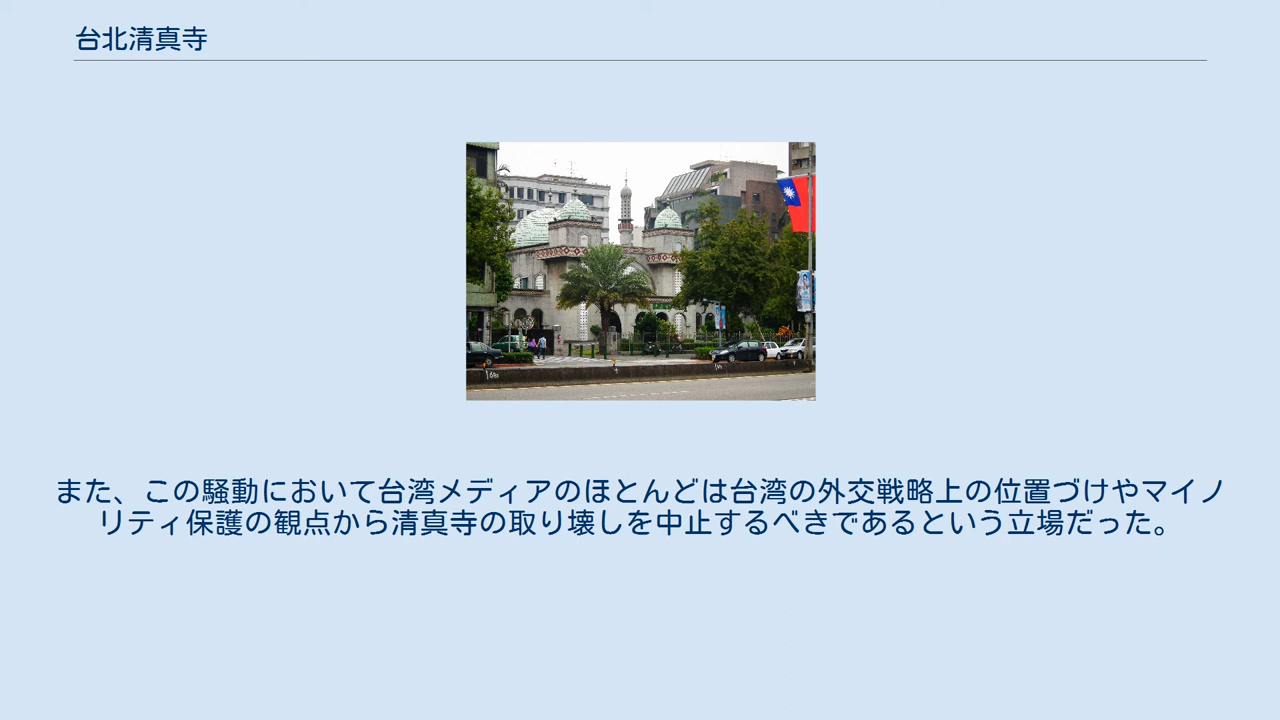 台北清真寺
また、この騒動において台湾メディアのほとんどは台湾の外交戦略上の位置づけやマイノ
リティ保護の観点から清真寺の取り壊しを中止するべきであるという立場だった。